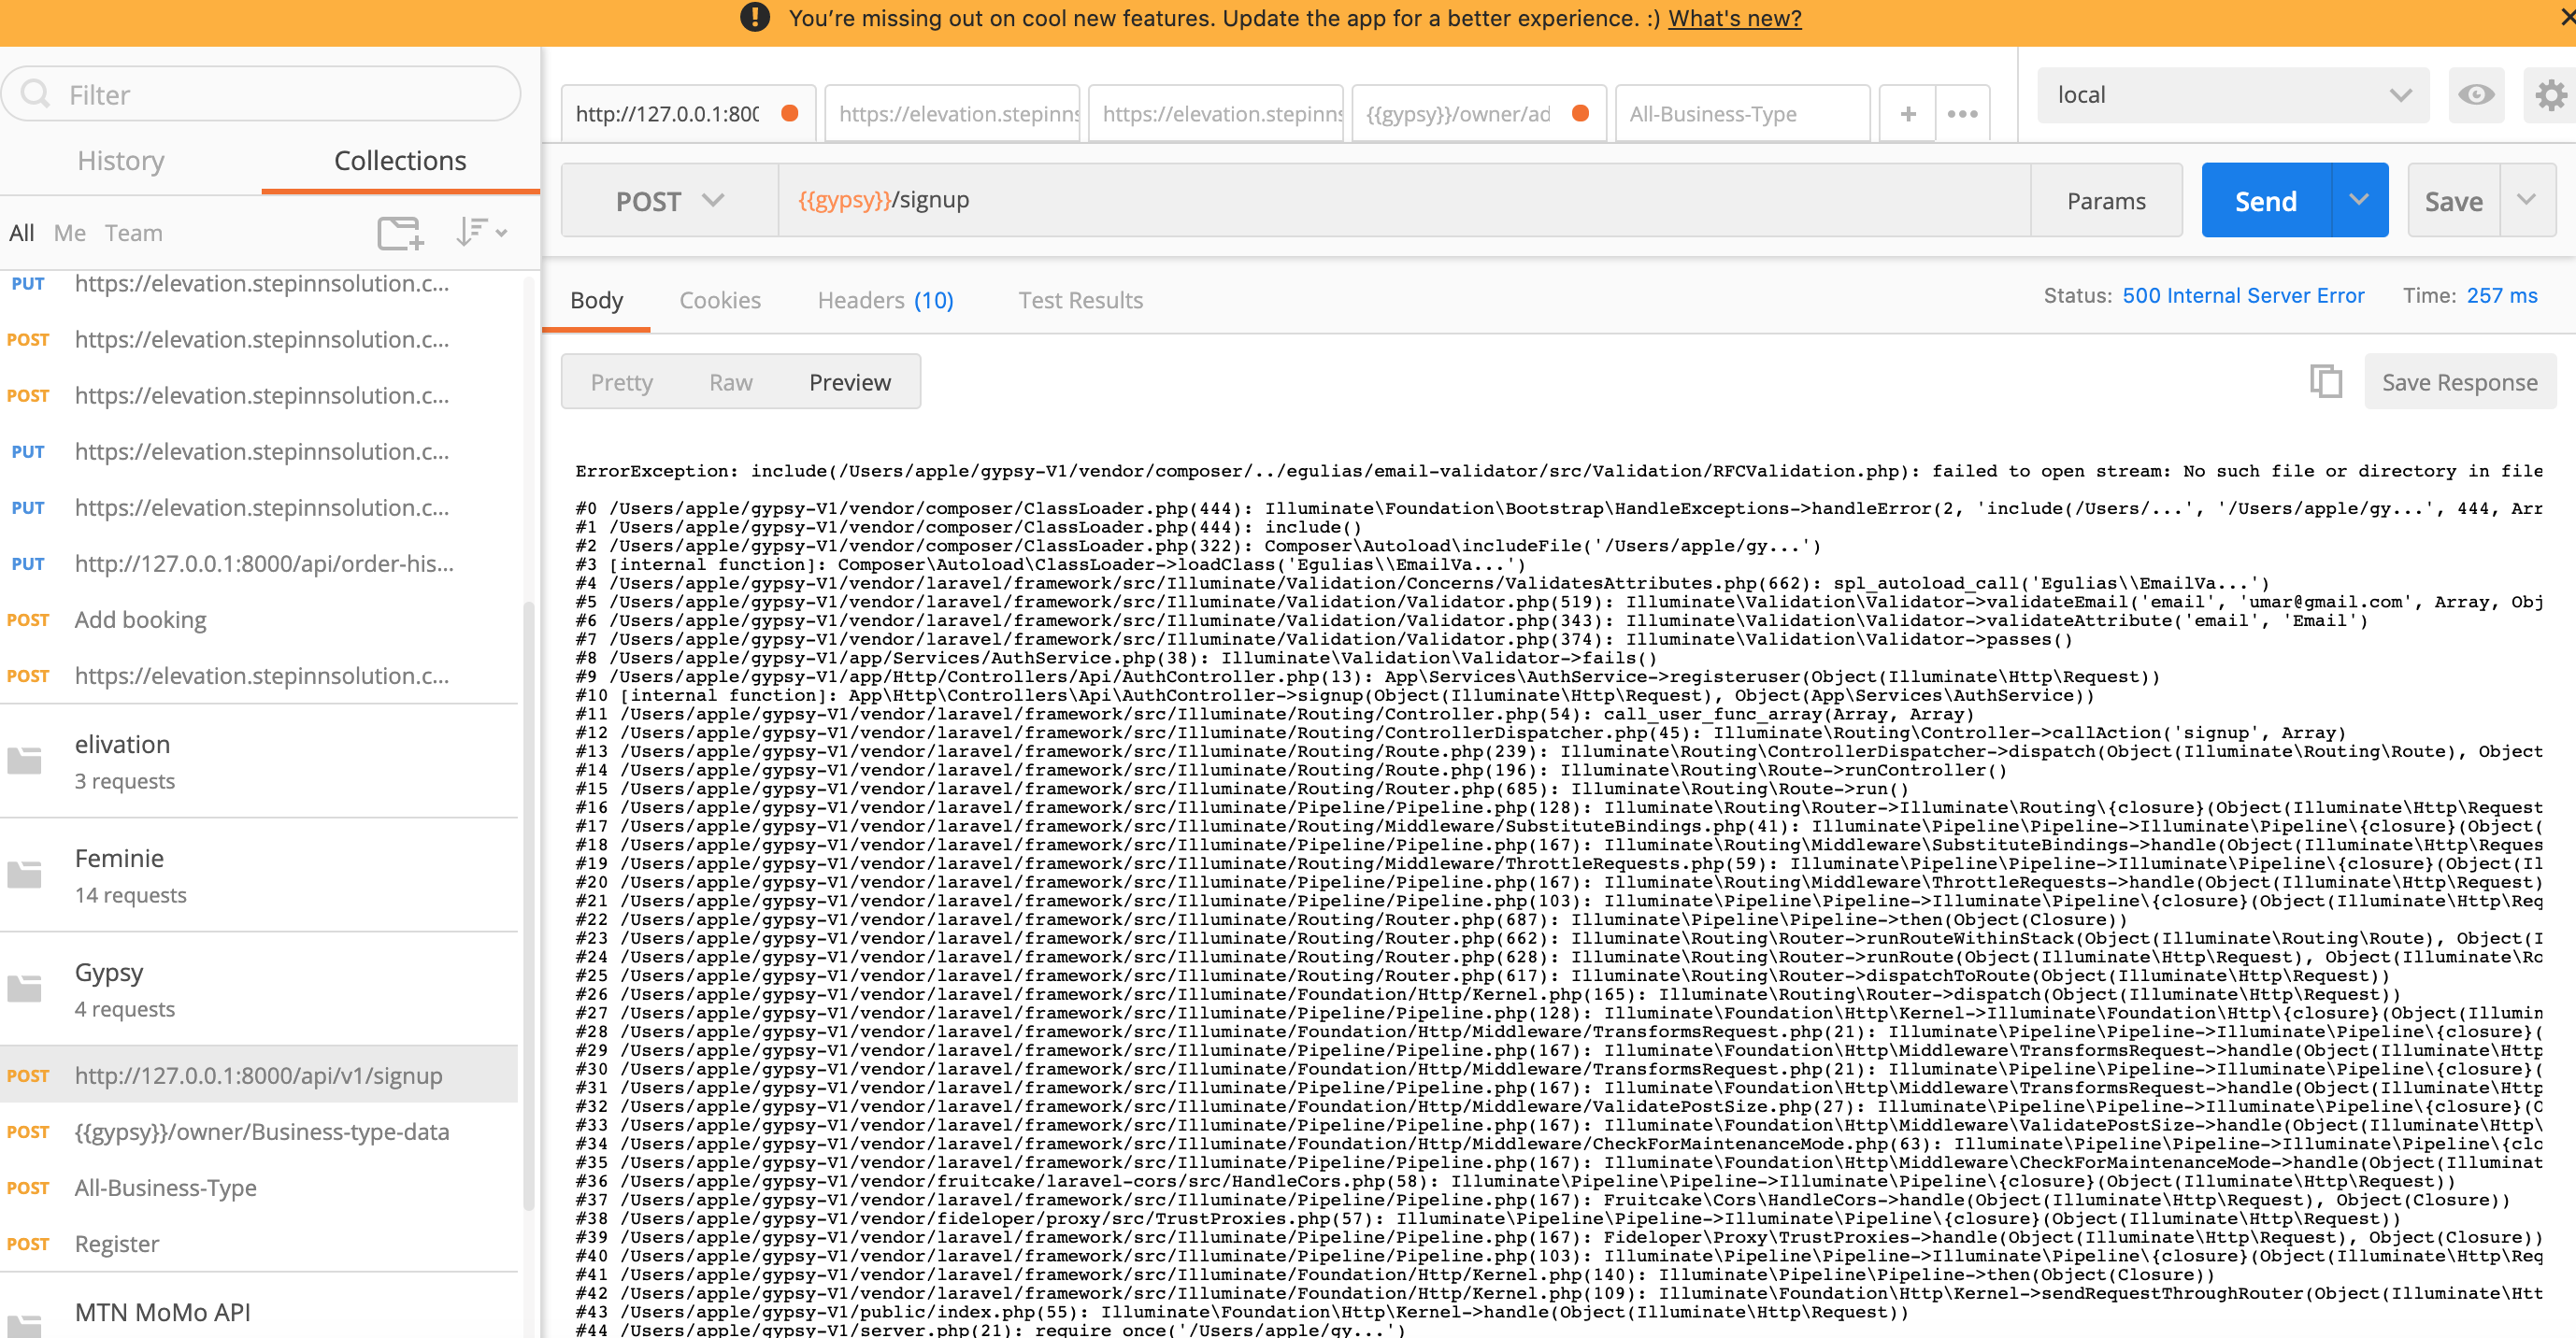 You’re missing out on cool new features. Update the app for a better experience. :) What's new?
Filter
History
Collections
All Me Team
PUT https://elevation.stepinnsolution.c...
POST https://elevation.stepinnsolution.c...
POST https://elevation.stepinnsolution.c...
PUT https://elevation.stepinnsolution.c...
PUT https://elevation.stepinnsolution.c...
PUT http://127.0.0.1:8000/api/order-his...
POST Add booking
POST https://elevation.stepinnsolution.c...
elivation
3 requests
Feminie
14 requests
Gypsy
4 requests
POST http://127.0.0.1:8000/api/v1/signup
POST {{gypsy}}/owner/Business-type-data
POST All-Business-Type
POST Register
MTN MoMo API
http://127.0.0.1:800
https://elevation.stepinns
https://elevation.stepinns
{{gypsy}}/owner/ad
All-Business-Type
local
POST {{gypsy}}/signup Params Send Save
Body Cookies Headers (10) Test Results Status: 500 Internal Server Error Time: 257 ms
Pretty Raw Preview Save Response
ErrorException: include(/Users/apple/gypsy-V1/vendor/composer/../egulias/email-validator/src/Validation/RFCValidation.php): failed to open stream: No such file or directory in file
#0 /Users/apple/gypsy-V1/vendor/composer/ClassLoader.php(444): Illuminate\Foundation\Bootstrap\HandleExceptions->handleError(2, 'include(/Users/...', '/Users/apple/gy...', 444, Arr
#1 /Users/apple/gypsy-V1/vendor/composer/ClassLoader.php(444): include()
#2 /Users/apple/gypsy-V1/vendor/composer/ClassLoader.php(322): Composer\Autoload\includeFile('/Users/apple/gy...')
#3 [internal function]: Composer\Autoload\ClassLoader->loadClass('Egulias\\EmailVa...')
#4 /Users/apple/gypsy-V1/vendor/laravel/framework/src/Illuminate/Validation/Concerns/ValidatesAttributes.php(662): spl_autoload_call('Egulias\\EmailVa...')
#5 /Users/apple/gypsy-V1/vendor/laravel/framework/src/Illuminate/Validation/Validator.php(519): Illuminate\Validation\Validator->validateEmail('email', 'umar@gmail.com', Array, Obj
#6 /Users/apple/gypsy-V1/vendor/laravel/framework/src/Illuminate/Validation/Validator.php(343): Illuminate\Validation\Validator->validateAttribute('email', 'Email')
#7 /Users/apple/gypsy-V1/vendor/laravel/framework/src/Illuminate/Validation/Validator.php(374): Illuminate\Validation\Validator->passes()
#8 /Users/apple/gypsy-V1/app/Services/AuthService.php(38): Illuminate\Validation\Validator->fails()
#9 /Users/apple/gypsy-V1/app/Http/Controllers/Api/AuthController.php(13): App\Services\AuthService->registeruser(Object(Illuminate\Http\Request))
#10 [internal function]: App\Http\Controllers\Api\AuthController->signup(Object(Illuminate\Http\Request), Object(App\Services\AuthService))
#11 /Users/apple/gypsy-V1/vendor/laravel/framework/src/Illuminate/Routing/Controller.php(54): call_user_func_array(Array, Array)
#12 /Users/apple/gypsy-V1/vendor/laravel/framework/src/Illuminate/Routing/ControllerDispatcher.php(45): Illuminate\Routing\Controller->callAction('signup', Array)
#13 /Users/apple/gypsy-V1/vendor/laravel/framework/src/Illuminate/Routing/Route.php(239): Illuminate\Routing\ControllerDispatcher->dispatch(Object(Illuminate\Routing\Route), Object
#14 /Users/apple/gypsy-V1/vendor/laravel/framework/src/Illuminate/Routing/Route.php(196): Illuminate\Routing\Route->runController()
#15 /Users/apple/gypsy-V1/vendor/laravel/framework/src/Illuminate/Routing/Router.php(685): Illuminate\Routing\Route->run()
#16 /Users/apple/gypsy-V1/vendor/laravel/framework/src/Illuminate/Pipeline/Pipeline.php(128): Illuminate\Routing\Router->Illuminate\Routing\{closure}(Object(Illuminate\Http\Request
#17 /Users/apple/gypsy-V1/vendor/laravel/framework/src/Illuminate/Routing/Middleware/SubstituteBindings.php(41): Illuminate\Pipeline\Pipeline->Illuminate\Pipeline\{closure}(Object(
#18 /Users/apple/gypsy-V1/vendor/laravel/framework/src/Illuminate/Pipeline/Pipeline.php(167): Illuminate\Routing\Middleware\SubstituteBindings->handle(Object(Illuminate\Http\Reques
#19 /Users/apple/gypsy-V1/vendor/laravel/framework/src/Illuminate/Routing/Middleware/ThrottleRequests.php(59): Illuminate\Pipeline\Pipeline->Illuminate\Pipeline\{closure}(Object(Il
#20 /Users/apple/gypsy-V1/vendor/laravel/framework/src/Illuminate/Pipeline/Pipeline.php(167): Illuminate\Routing\Middleware\ThrottleRequests->handle(Object(Illuminate\Http\Request)
#21 /Users/apple/gypsy-V1/vendor/laravel/framework/src/Illuminate/Pipeline/Pipeline.php(103): Illuminate\Pipeline\Pipeline->Illuminate\Pipeline\{closure}(Object(Illuminate\Http\Req
#22 /Users/apple/gypsy-V1/vendor/laravel/framework/src/Illuminate/Routing/Router.php(687): Illuminate\Pipeline\Pipeline->then(Object(Closure))
#23 /Users/apple/gypsy-V1/vendor/laravel/framework/src/Illuminate/Routing/Router.php(662): Illuminate\Routing\Router->runRouteWithinStack(Object(Illuminate\Routing\Route), Object(I
#24 /Users/apple/gypsy-V1/vendor/laravel/framework/src/Illuminate/Routing/Router.php(628): Illuminate\Routing\Router->runRoute(Object(Illuminate\Http\Request), Object(Illuminate\Ro
#25 /Users/apple/gypsy-V1/vendor/laravel/framework/src/Illuminate/Routing/Router.php(617): Illuminate\Routing\Router->dispatchToRoute(Object(Illuminate\Http\Request))
#26 /Users/apple/gypsy-V1/vendor/laravel/framework/src/Illuminate/Foundation/Http/Kernel.php(165): Illuminate\Routing\Router->dispatch(Object(Illuminate\Http\Request))
#27 /Users/apple/gypsy-V1/vendor/laravel/framework/src/Illuminate/Pipeline/Pipeline.php(128): Illuminate\Foundation\Http\Kernel->Illuminate\Foundation\Http\{closure}(Object(Illumin
#28 /Users/apple/gypsy-V1/vendor/laravel/framework/src/Illuminate/Foundation/Http/Middleware/TransformsRequest.php(21): Illuminate\Pipeline\Pipeline->Illuminate\Pipeline\{closure}(
#29 /Users/apple/gypsy-V1/vendor/laravel/framework/src/Illuminate/Pipeline/Pipeline.php(167): Illuminate\Foundation\Http\Middleware\TransformsRequest->handle(Object(Illuminate\Http
#30 /Users/apple/gypsy-V1/vendor/laravel/framework/src/Illuminate/Foundation/Http/Middleware/TransformsRequest.php(21): Illuminate\Pipeline\Pipeline->Illuminate\Pipeline\{closure}(
#31 /Users/apple/gypsy-V1/vendor/laravel/framework/src/Illuminate/Pipeline/Pipeline.php(167): Illuminate\Foundation\Http\Middleware\TransformsRequest->handle(Object(Illuminate\Http
#32 /Users/apple/gypsy-V1/vendor/laravel/framework/src/Illuminate/Foundation/Http/Middleware/ValidatePostSize.php(27): Illuminate\Pipeline\Pipeline->Illuminate\Pipeline\{closure}(O
#33 /Users/apple/gypsy-V1/vendor/laravel/framework/src/Illuminate/Pipeline/Pipeline.php(167): Illuminate\Foundation\Http\Middleware\ValidatePostSize->handle(Object(Illuminate\Http\
#34 /Users/apple/gypsy-V1/vendor/laravel/framework/src/Illuminate/Foundation/Http/Middleware/CheckForMaintenanceMode.php(63): Illuminate\Pipeline\Pipeline->Illuminate\Pipeline\{clo
#35 /Users/apple/gypsy-V1/vendor/laravel/framework/src/Illuminate/Pipeline/Pipeline.php(167): Illuminate\Foundation\Http\Middleware\CheckForMaintenanceMode->handle(Object(Illuminat
#36 /Users/apple/gypsy-V1/vendor/fruitcake/laravel-cors/src/HandleCors.php(58): Illuminate\Pipeline\Pipeline->Illuminate\Pipeline\{closure}(Object(Illuminate\Http\Request))
#37 /Users/apple/gypsy-V1/vendor/laravel/framework/src/Illuminate/Pipeline/Pipeline.php(167): Fruitcake\Cors\HandleCors->handle(Object(Illuminate\Http\Request), Object(Closure))
#38 /Users/apple/gypsy-V1/vendor/fideloper/proxy/src/TrustProxies.php(57): Illuminate\Pipeline\Pipeline->Illuminate\Pipeline\{closure}(Object(Illuminate\Http\Request))
#39 /Users/apple/gypsy-V1/vendor/laravel/framework/src/Illuminate/Pipeline/Pipeline.php(167): Fideloper\Proxy\TrustProxies->handle(Object(Illuminate\Http\Request), Object(Closure))
#40 /Users/apple/gypsy-V1/vendor/laravel/framework/src/Illuminate/Pipeline/Pipeline.php(103): Illuminate\Pipeline\Pipeline->Illuminate\Pipeline\{closure}(Object(Illuminate\Http\Req
#41 /Users/apple/gypsy-V1/vendor/laravel/framework/src/Illuminate/Foundation/Http/Kernel.php(140): Illuminate\Pipeline\Pipeline->then(Object(Closure))
#42 /Users/apple/gypsy-V1/vendor/laravel/framework/src/Illuminate/Foundation/Http/Kernel.php(109): Illuminate\Foundation\Http\Kernel->sendRequestThroughRouter(Object(Illuminate\Htt
#43 /Users/apple/gypsy-V1/public/index.php(55): Illuminate\Foundation\Http\Kernel->handle(Object(Illuminate\Http\Request))
#44 /Users/apple/gypsy-V1/server.php(21): require_once('/Users/apple/gy...')